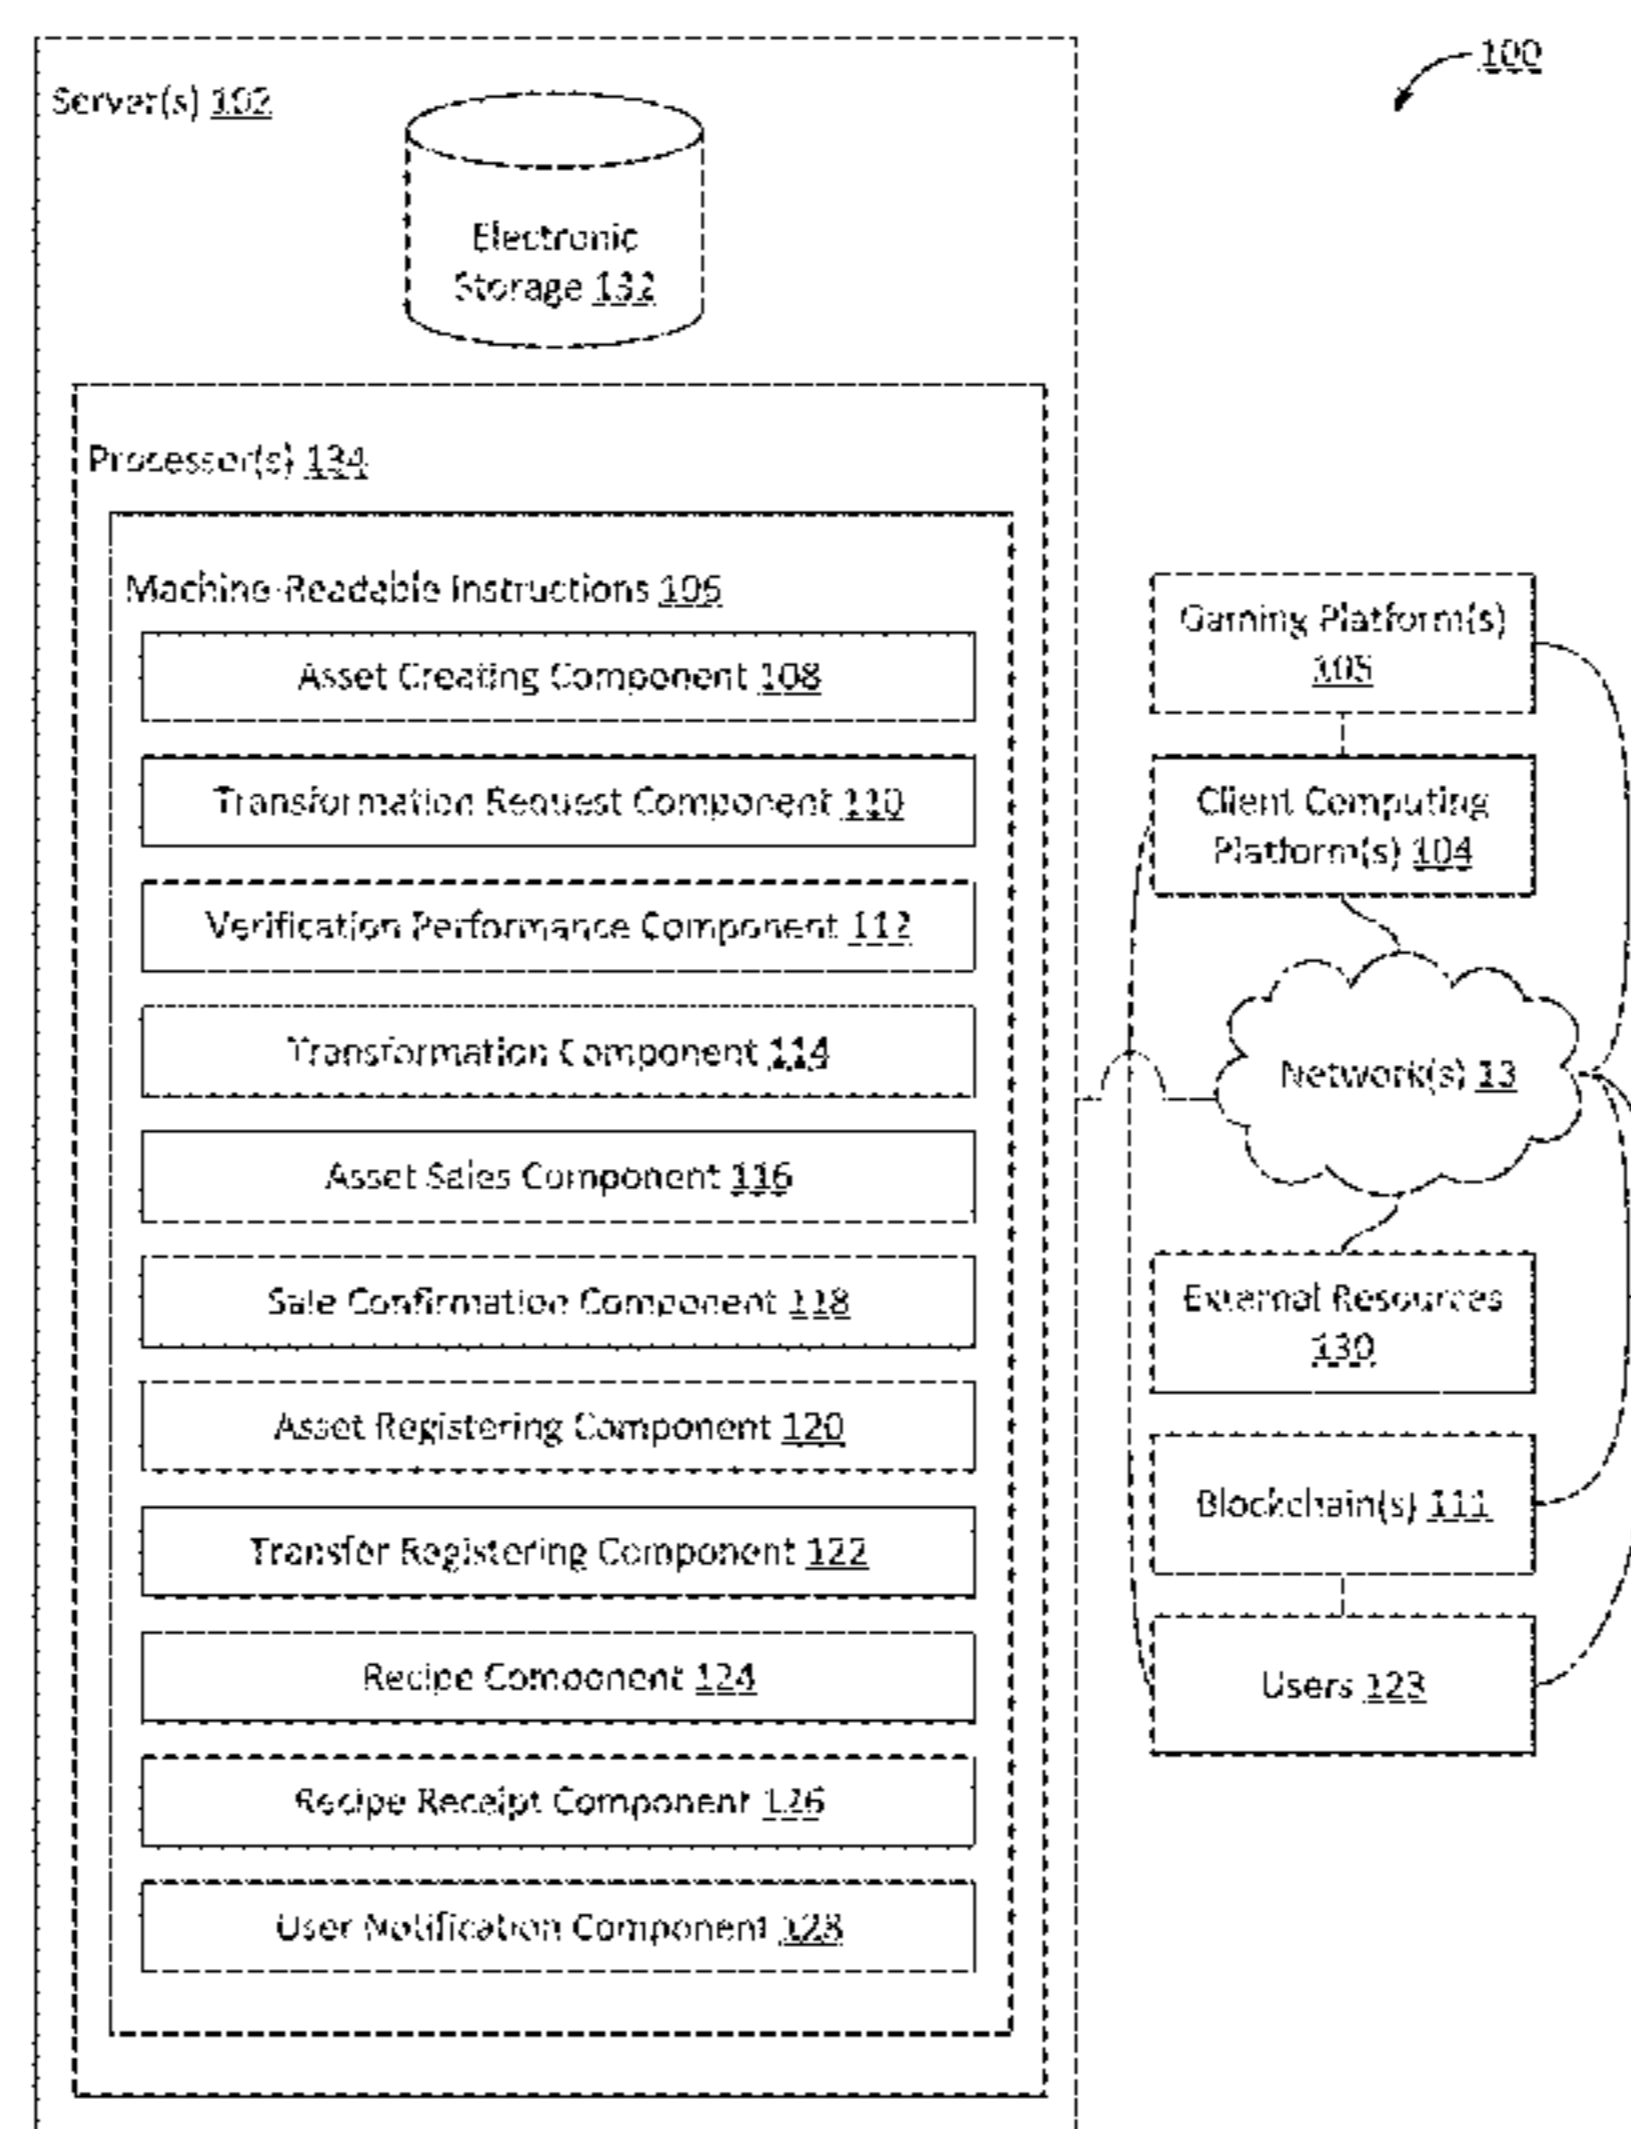 100
Server(s) 102
Electronic
Storage 132
Processor(s) 134
Machine-Readable Instructions 106
Asset Creating Component 108
Transformation Request Component 110
Verification Performance Component 112
Transformation Component 114
Asset Sales Component 116
Sale Confirmation Component 118
Asset Registering Component 120
Transfer Registering Component 122
Recipe Component 124
Recipe Receipt Component 126
User Notification Component 128
Gaming Platform(s)
105
Client Computing
Platform(s) 104
Network(s) 13
External Resources
130
Blockchain(s) 111
Users 123